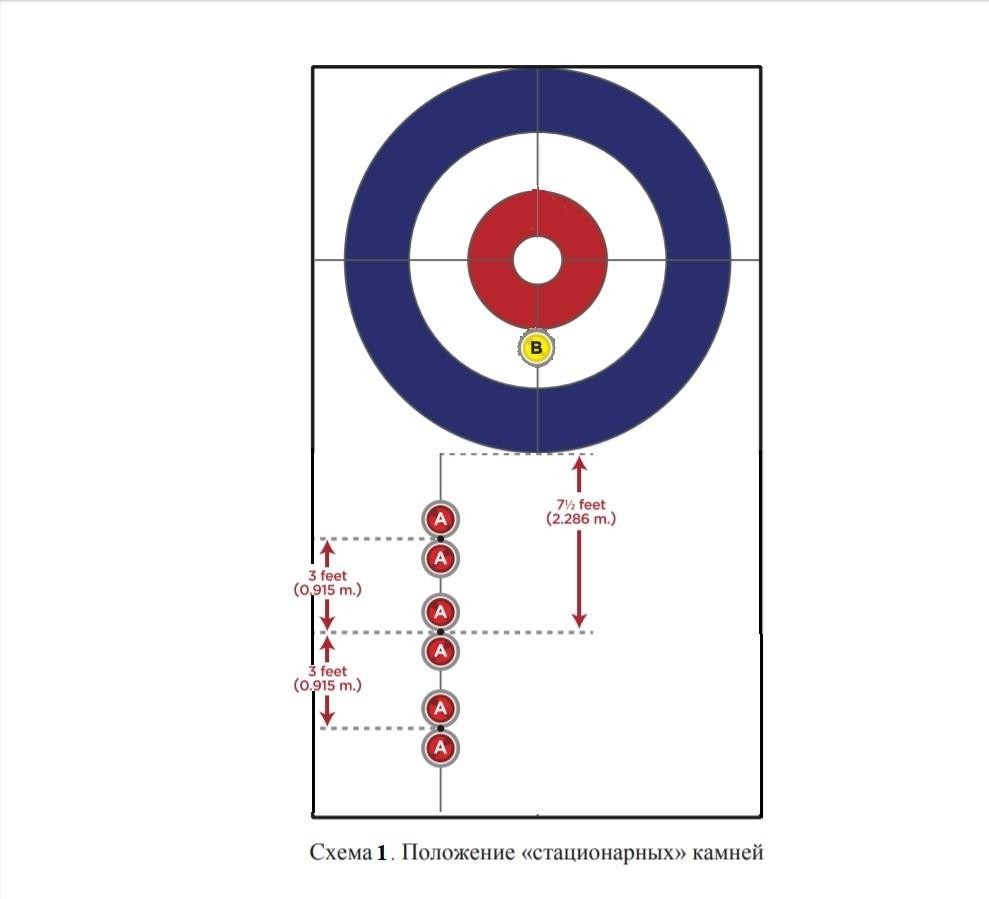 B
7½ feet
(2.286 m.)
A
A
3 feet
(0.915 m.)
A
A
3 feet
(0.915 m.)
A
A
Схема 1. Положение «стационарных» камней